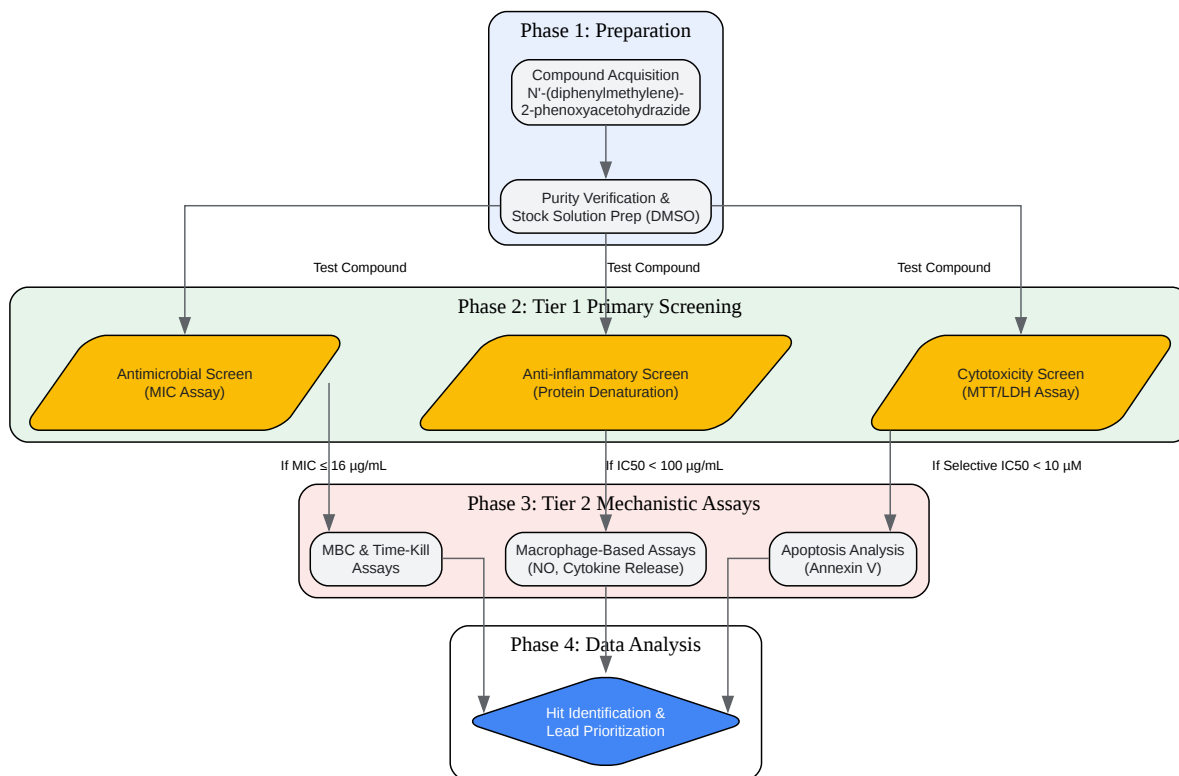 Phase 1: Preparation
Compound Acquisition
N'-(diphenylmethylene)-
2-phenoxyacetohydrazide
Purity Verification &
Stock Solution Prep (DMSO)
Test Compound
Test Compound
Test Compound
Phase 2: Tier 1 Primary Screening
Antimicrobial Screen
(MIC Assay)
Anti-inflammatory Screen
(Protein Denaturation)
Cytotoxicity Screen
(MTT/LDH Assay)
If MIC ≤ 16 µg/mL
If IC50 < 100 µg/mL
If Selective IC50 < 10 µM
Phase 3: Tier 2 Mechanistic Assays
MBC & Time-Kill
Assays
Macrophage-Based Assays
(NO, Cytokine Release)
Apoptosis Analysis
(Annexin V)
Phase 4: Data Analysis
Hit Identification &
Lead Prioritization